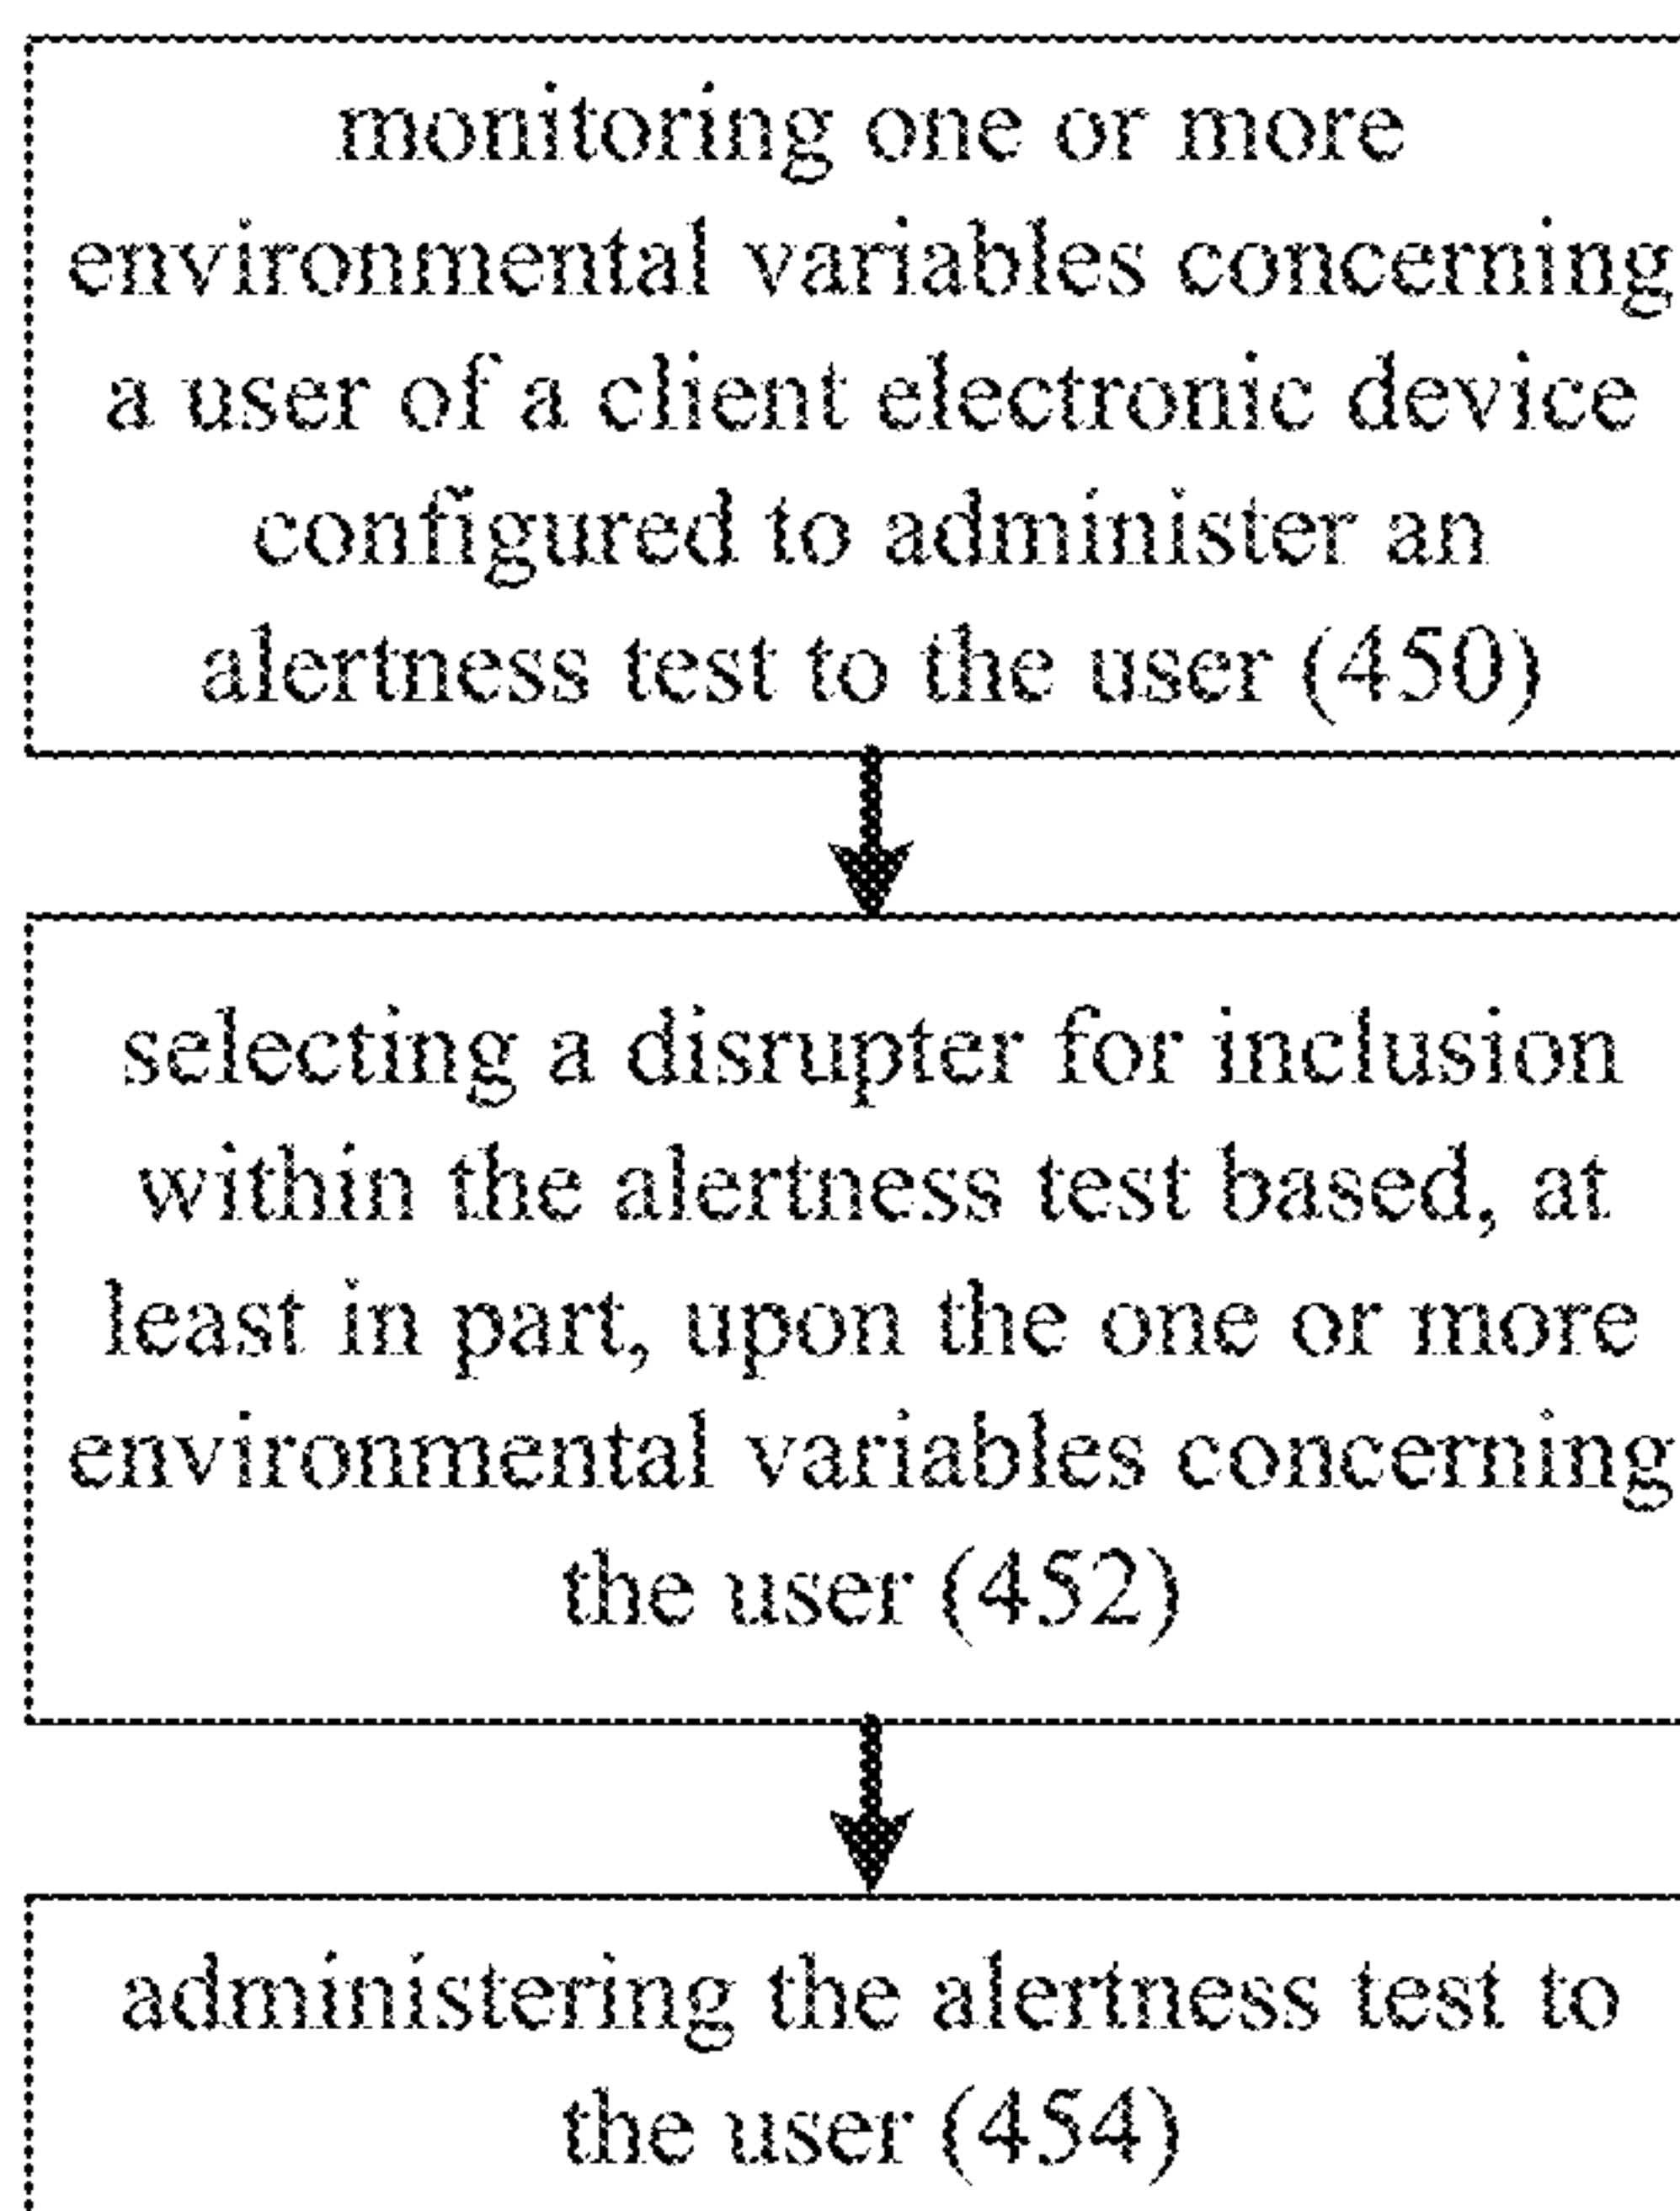 monitoring one or more
environmental variables concerning
a user of a client electronic device
configured to administer an
alertness test to the user (450)
selecting a disrupter for inclusion
within the alertness test based, at
least in part, upon the one or more
environmental variables concerning
the user (452)
administering the alertness test to
the user (454)